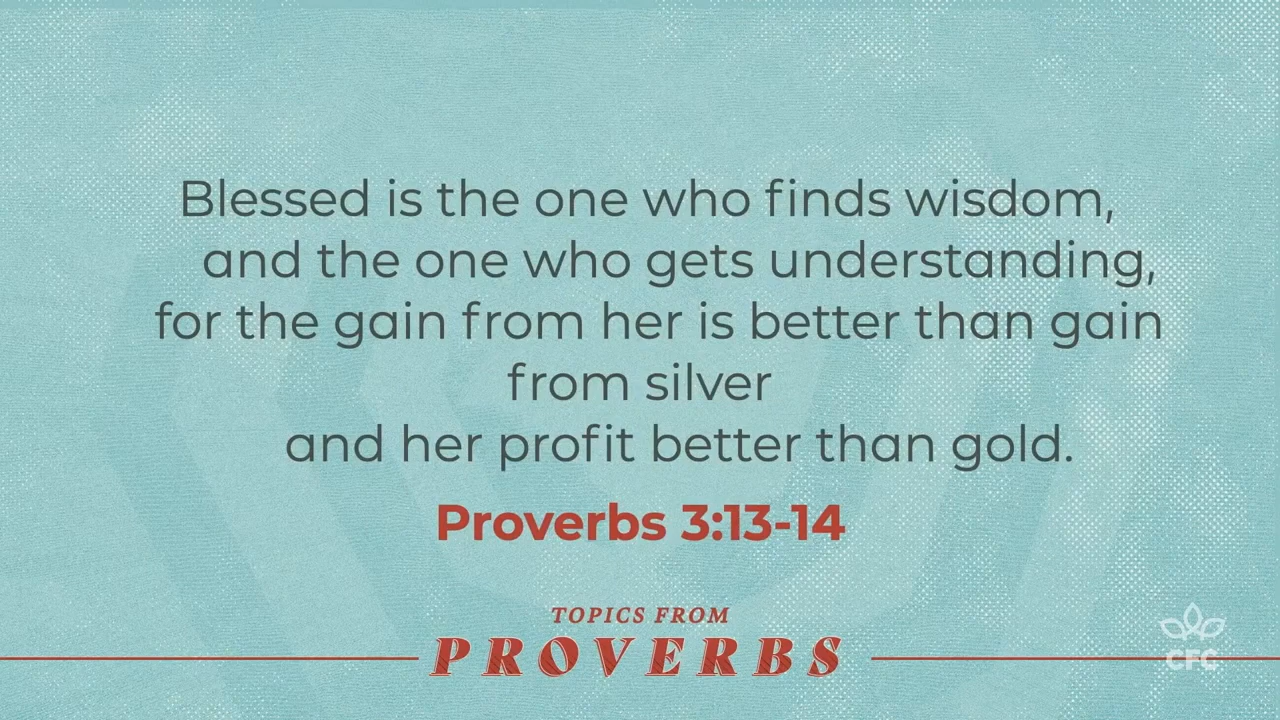 Blessed is the one who finds wisdom,
and the one who gets understanding,
for the gain from her is better than gain
from silver
and her profit better than gold.
Proverbs 3:13-14
TOPICS FROM
PROVERBS
CFC